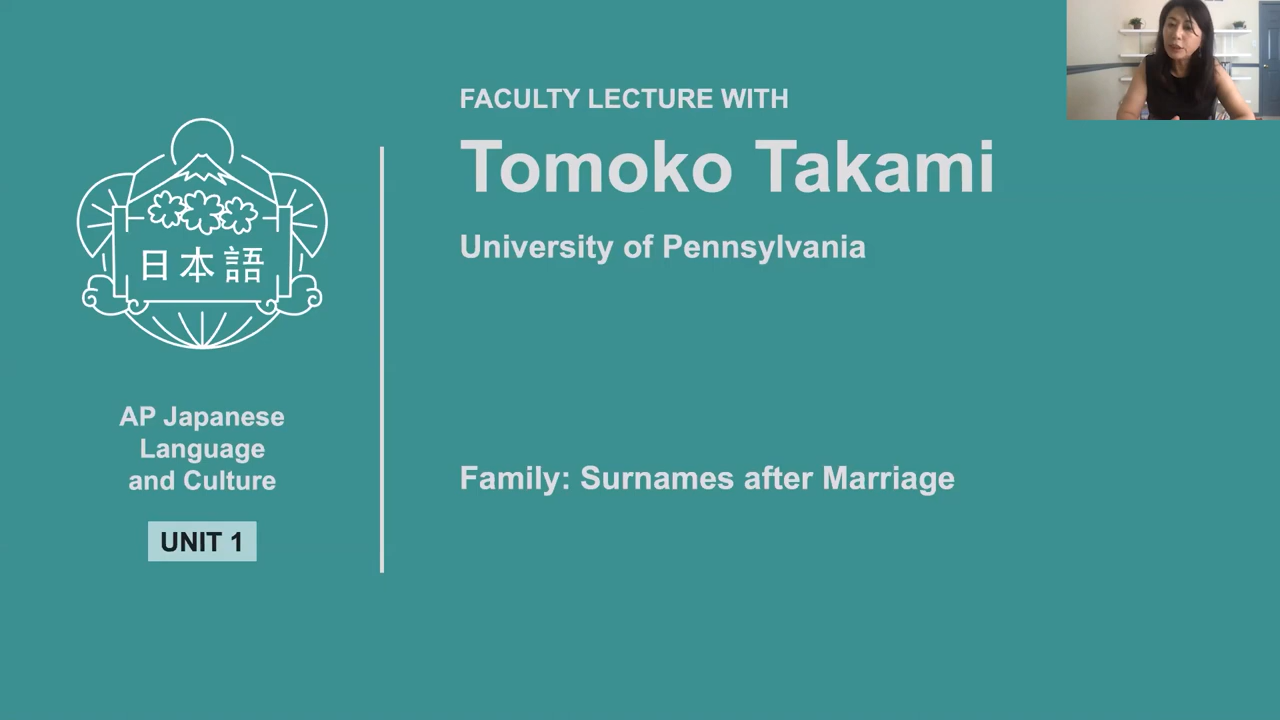 FACULTY LECTURE WITH
Tomoko Takami
University of Pennsylvania
Family: Surnames after Marriage
日本語
AP Japanese
Language
and Culture
UNIT 1